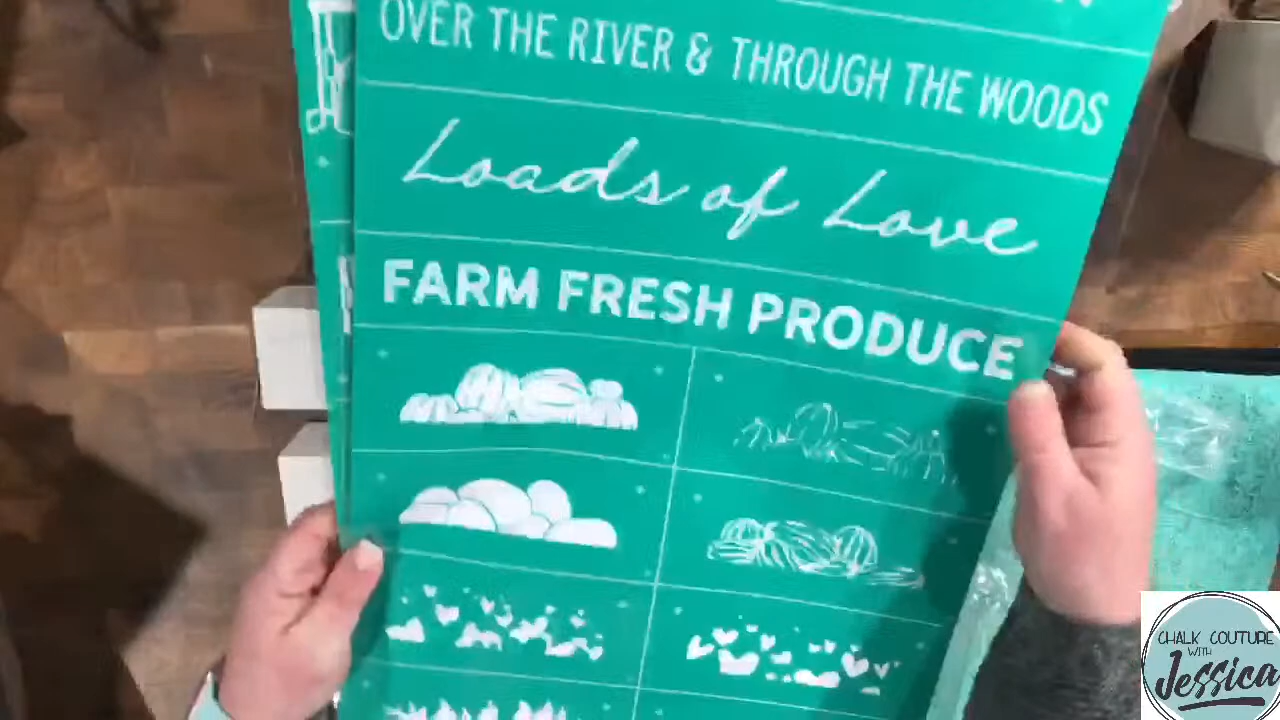 OVER THE RIVER & THROUGH THE WOODS
Loads of Love
FARM FRESH PRODUCE
CHALK COUTURE
WITH
Jessica